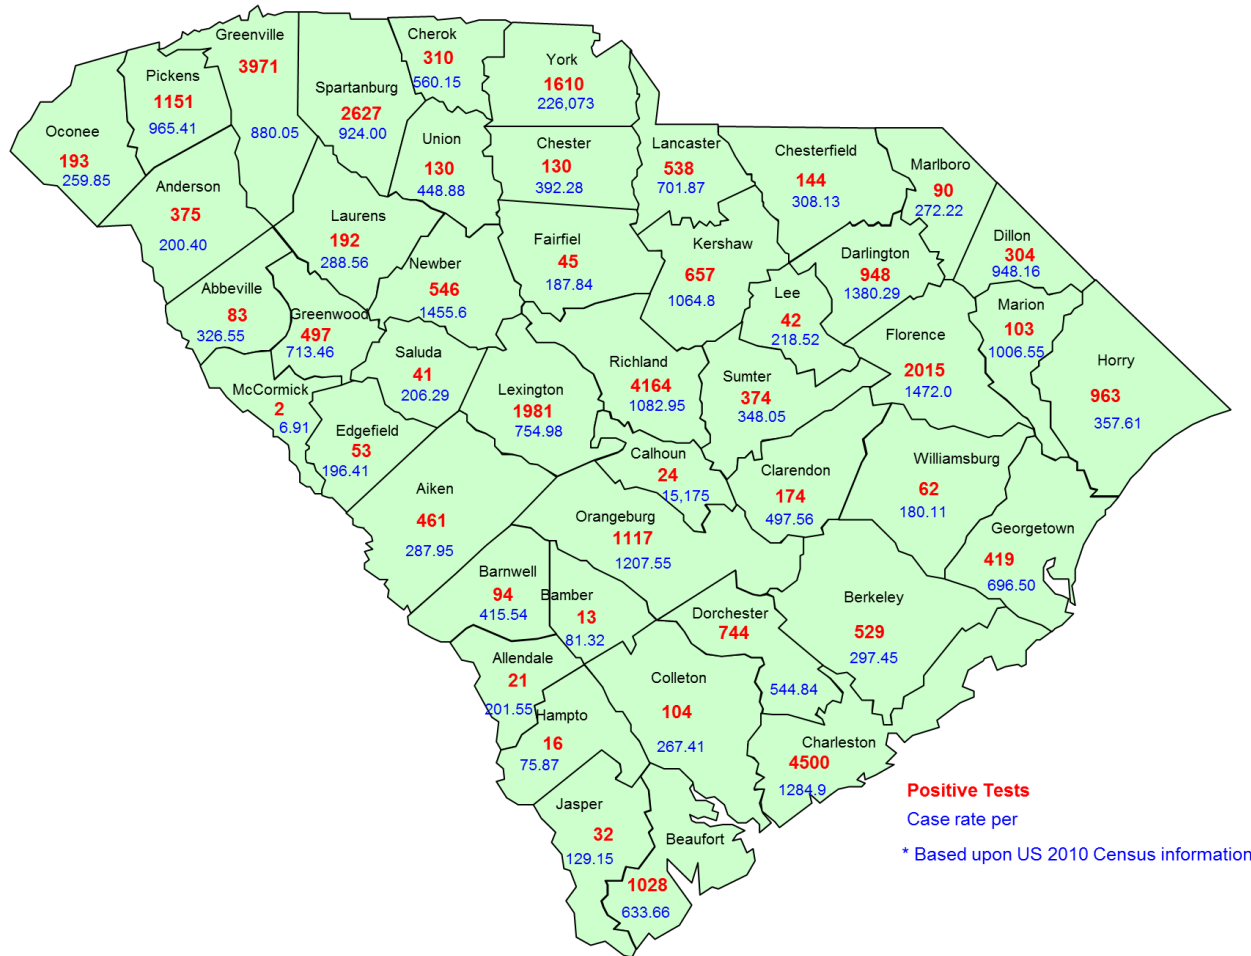 Greenville
3971
880.05
Cherok
310
560.15
York
1610
226,073
Pickens
1151
965.41
Spartanburg
2627
924.00
Oconee
193
259.85
Union
130
448.88
Chester
130
392.28
Lancaster
538
701.87
Chesterfield
144
308.13
Marlboro
90
272.22
Anderson
375
200.40
Laurens
192
288.56
Newber
546
1455.6
Fairfiel
45
187.84
Kershaw
657
1064.8
Darlington
948
1380.29
Dillon
304
948.16
Abbeville
83
326.55
Greenwood
497
713.46
Lee
42
218.52
Marion
103
1006.55
Florence
2015
1472.0
Horry
963
357.61
Saluda
41
206.29
McCormick
2
6.91
Lexington
1981
754.98
Richland
4164
1082.95
Sumter
374
348.05
Edgefield
53
196.41
Calhoun
24
15,175
Clarendon
174
497.56
Williamsburg
62
180.11
Aiken
461
287.95
Orangeburg
1117
1207.55
Georgetown
419
696.50
Barnwell
94
415.54
Bamber
13
81.32
Dorchester
744
544.84
Berkeley
529
297.45
Allendale
21
201.55
Hampto
16
75.87
Colleton
104
267.41
Charleston
4500
1284.9
Jasper
32
129.15
Beaufort
1028
633.66
Positive Tests
Case rate per
* Based upon US 2010 Census information